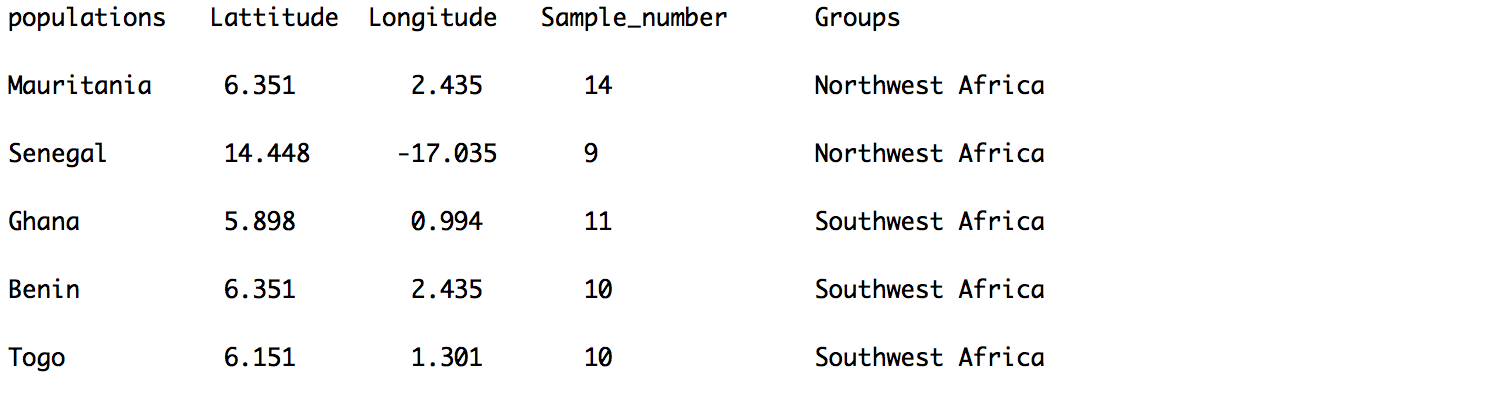 populations Lattitude Longitude Sample_number Groups
Mauritania 6.351 2.435 14 Northwest Africa
Senegal 14.448 -17.035 9 Northwest Africa
Ghana 5.898 0.994 11 Southwest Africa
Benin 6.351 2.435 10 Southwest Africa
Togo 6.151 1.301 10 Southwest Africa